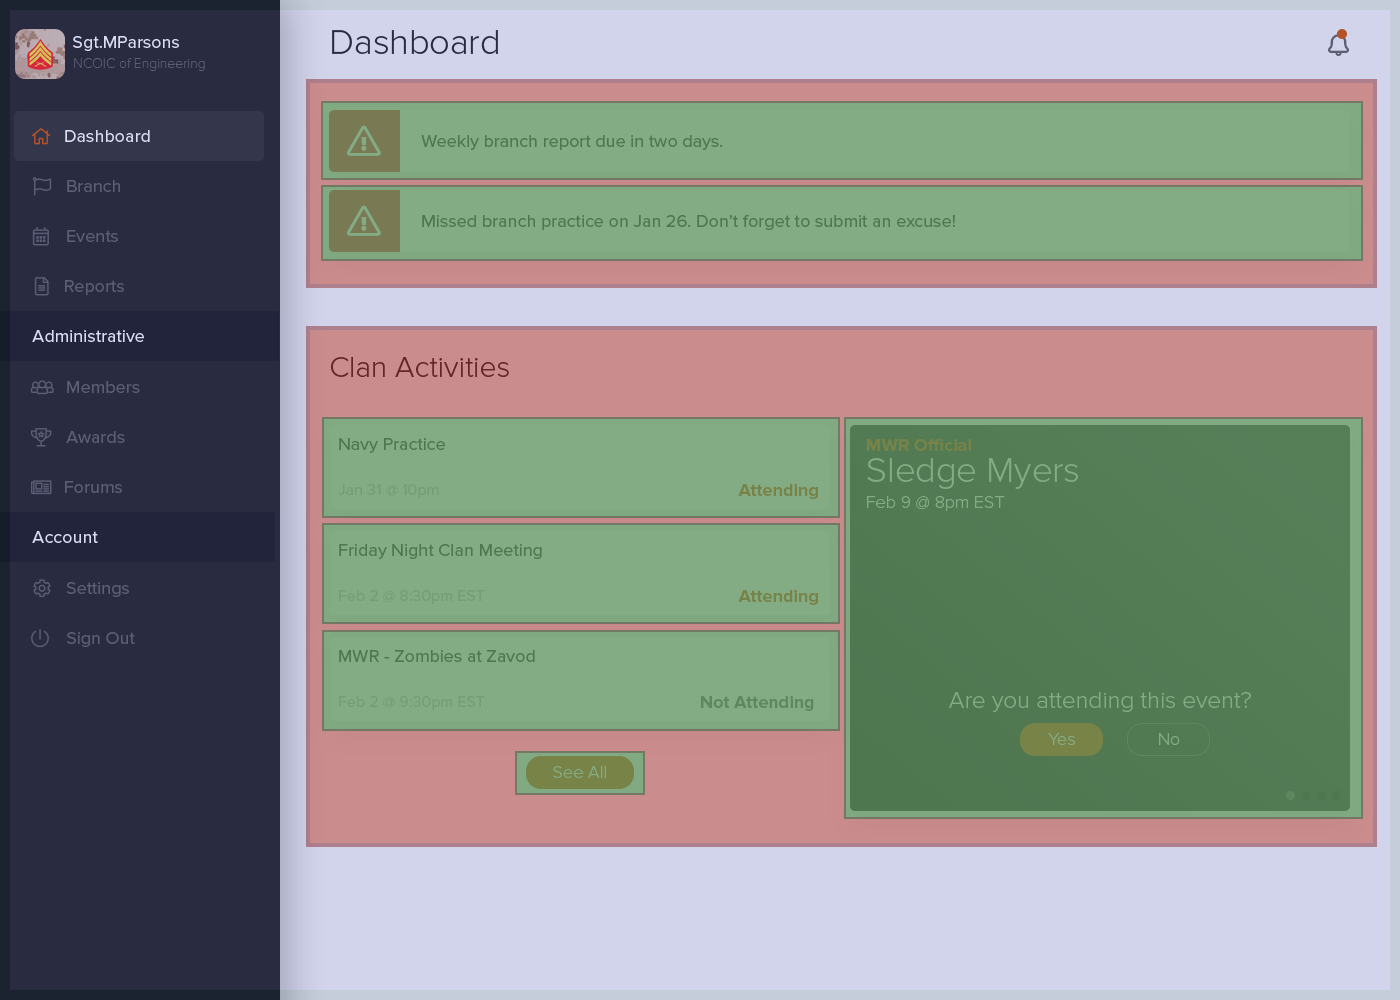 Sgt.MParsons
NCOIC of Engineering
Dashboard
Branch
Events
Reports
Administrative
Members
Awards
Forums
Account
Settings
Sign Out
Dashboard
Weekly branch report due in two days.
Missed branch practice on Jan 26. Don't forget to submit an excuse!
Clan Activities
Navy Practice
Jan 31 @ 10pm
Attending
Friday Night Clan Meeting
Feb 2 @ 8:30pm EST
Attending
MWR - Zombies at Zavod
Feb 2 @ 9:30pm EST
Not Attending
See All
MWR Official
Sledge Myers
Feb 9 @ 8pm EST
Are you attending this event?
Yes
No